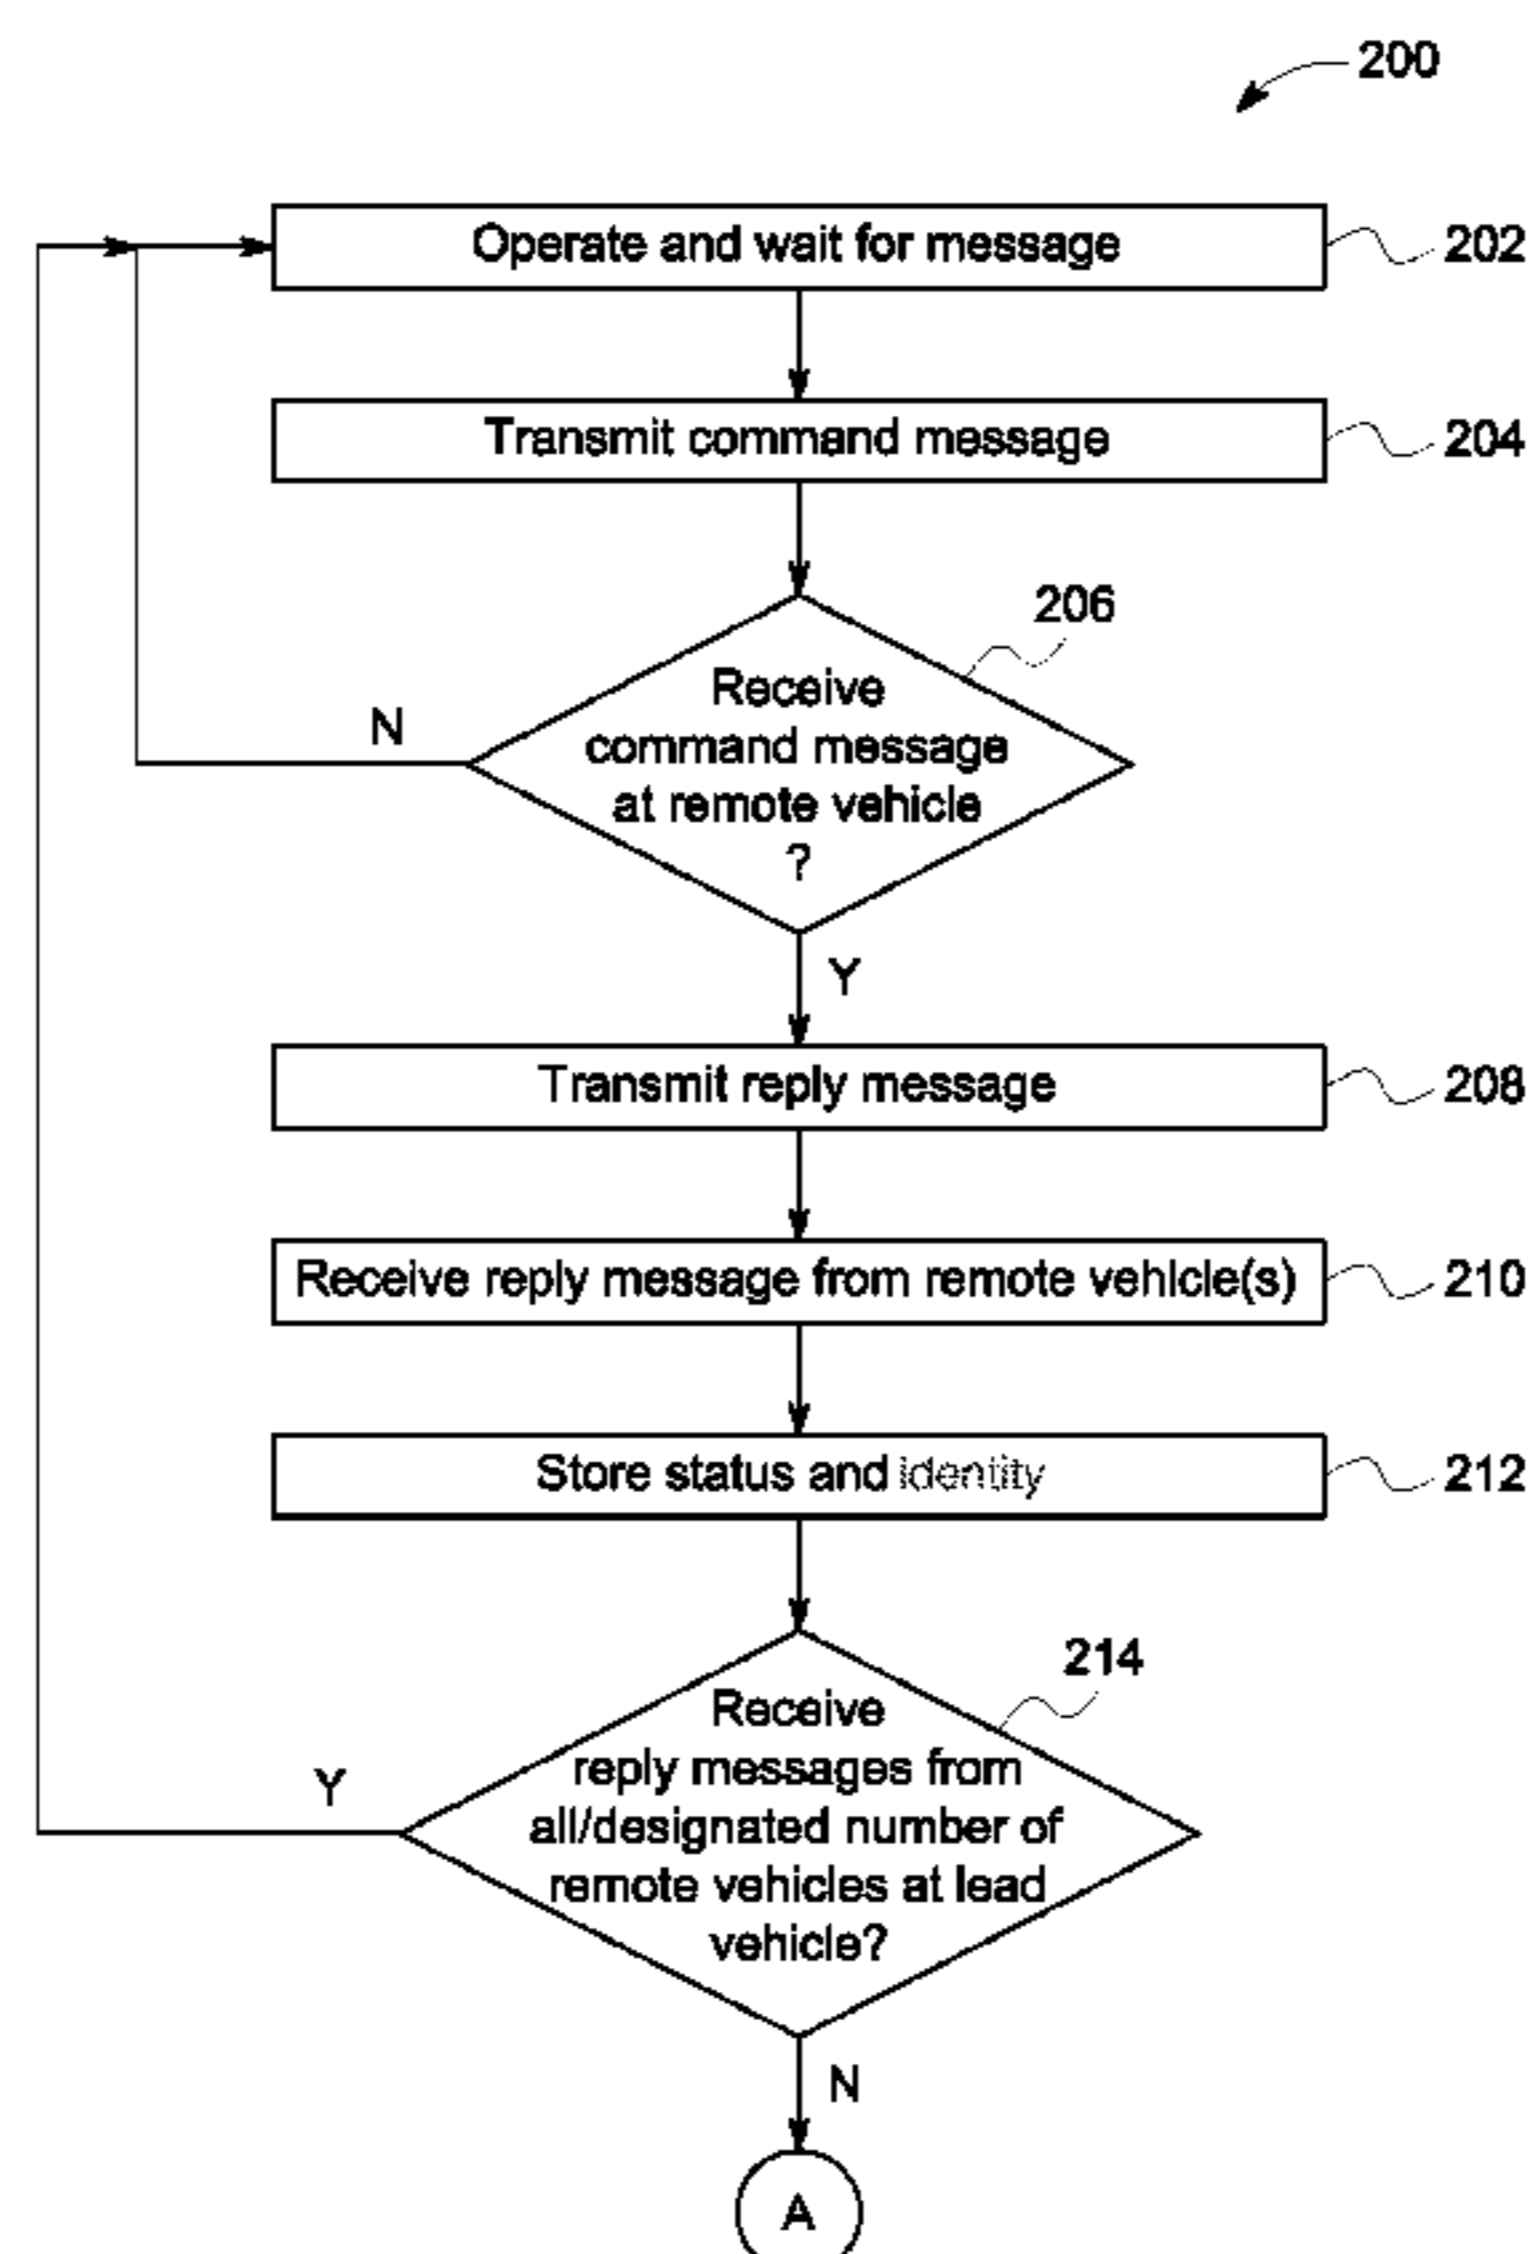 200
Operate and wait for message
202
Transmit command message
204
206
Receive
command message
at remote vehicle
?
N
Y
Transmit reply message
208
Receive reply message from remote vehicle(s)
210
Store status and identity
212
214
Receive
reply messages from
all/designated number of
remote vehicles at lead
vehicle?
Y
N
A